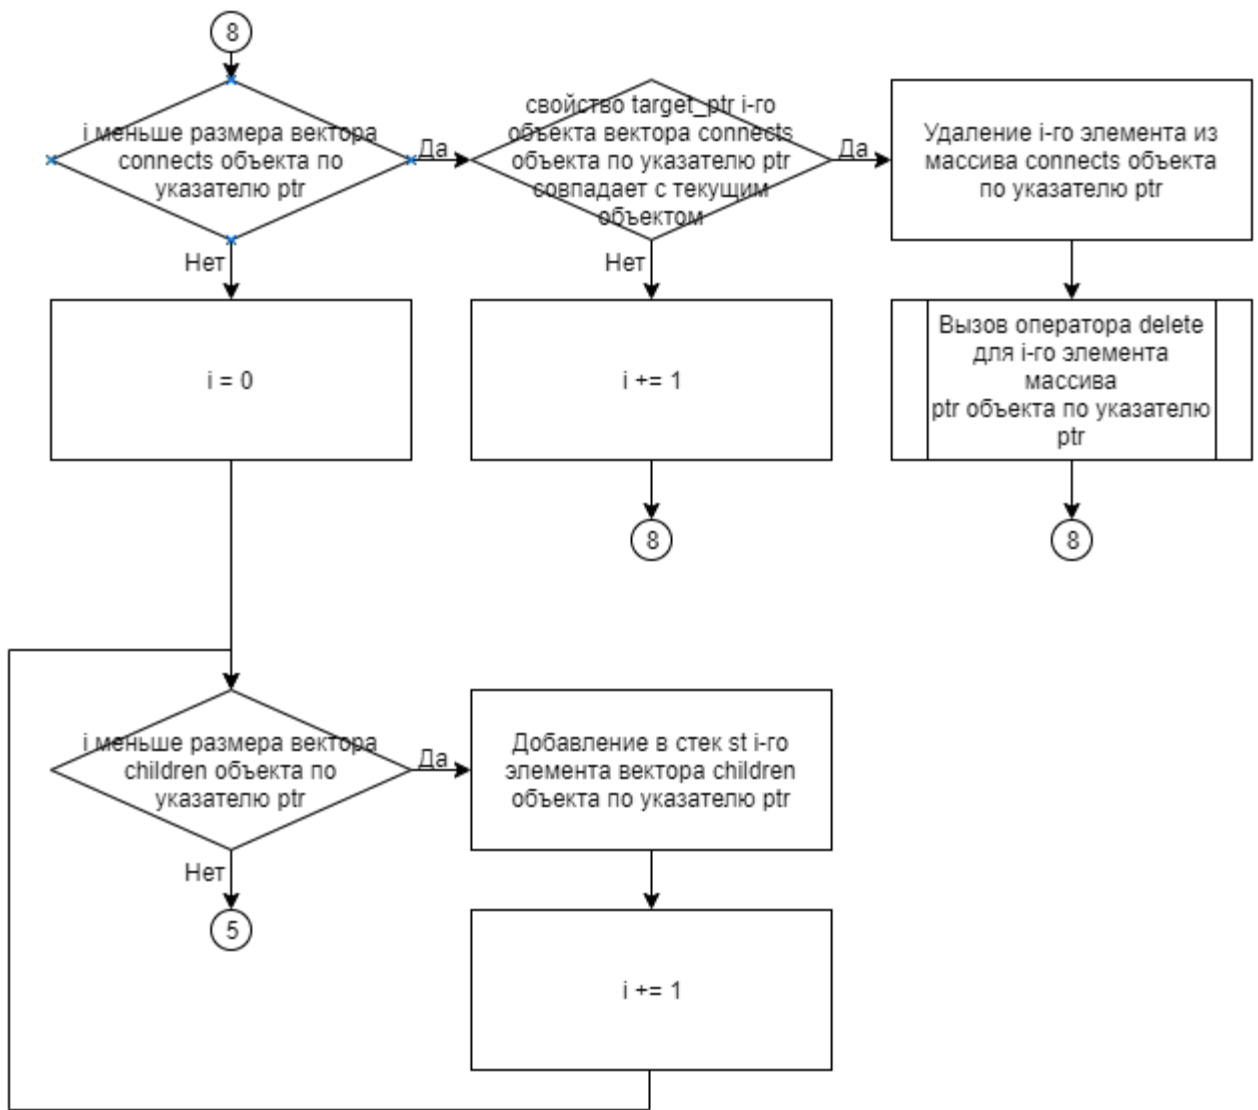 8
i меньше размера вектора
connects объекта по
указателю ptr
Да
свойство target_ptr i-го
объекта вектора connects
объекта по указателю ptr
совпадает с текущим
объектом
Да
Удаление i-го элемента из
массива connects объекта
по указателю ptr
Нет
Нет
i = 0
i += 1
Вызов оператора delete
для i-го элемента
массива
ptr объекта по указателю
ptr
8
8
i меньше размера вектора
children объекта по
указателю ptr
Да
Добавление в стек st i-го
элемента вектора children
объекта по указателю ptr
Нет
5
i += 1